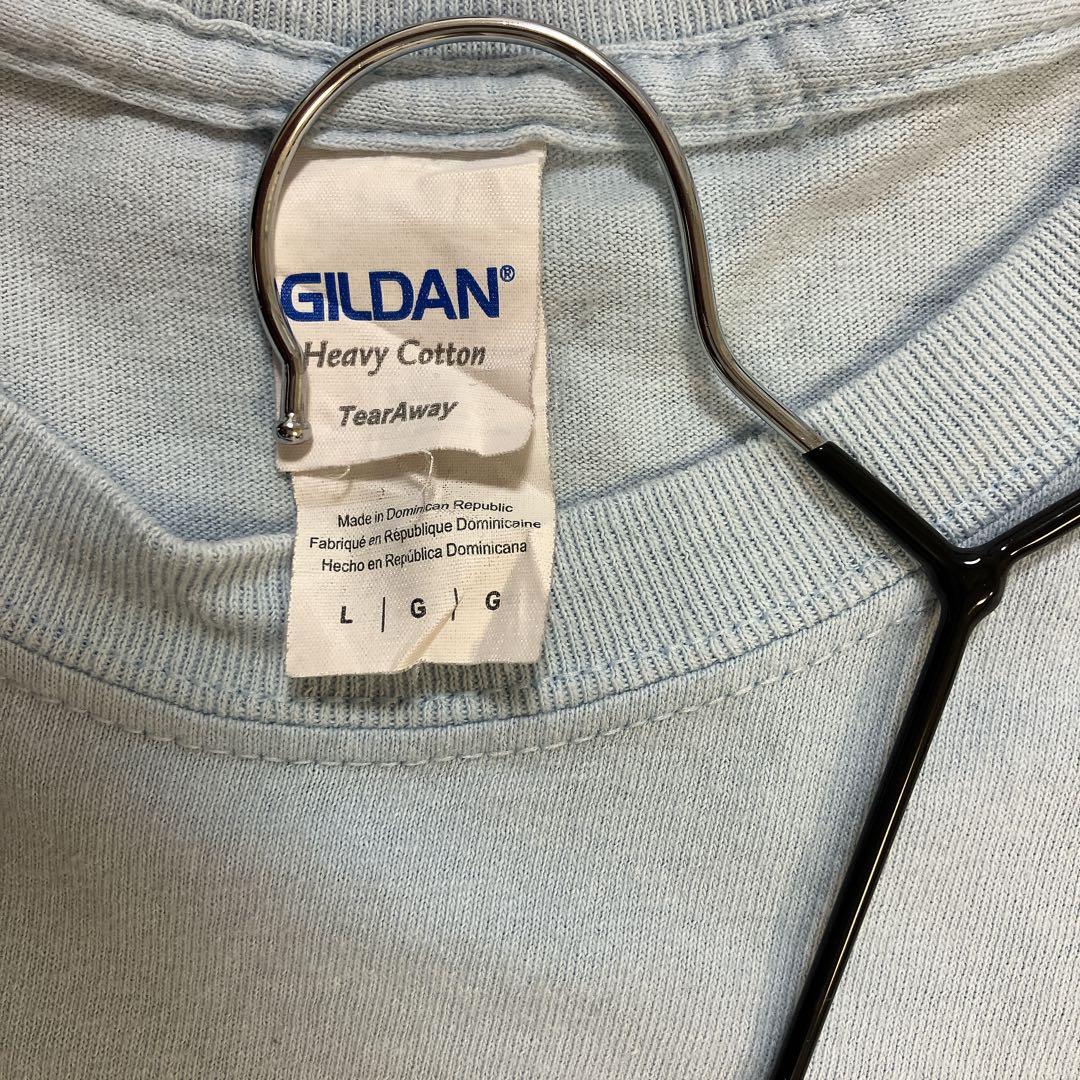 GILDAN®
Heavy Cotton
TearAway
Made in Dominican Republic
Fabriqué en République Dominicaine
Hecho en República Dominicana
L | G | G